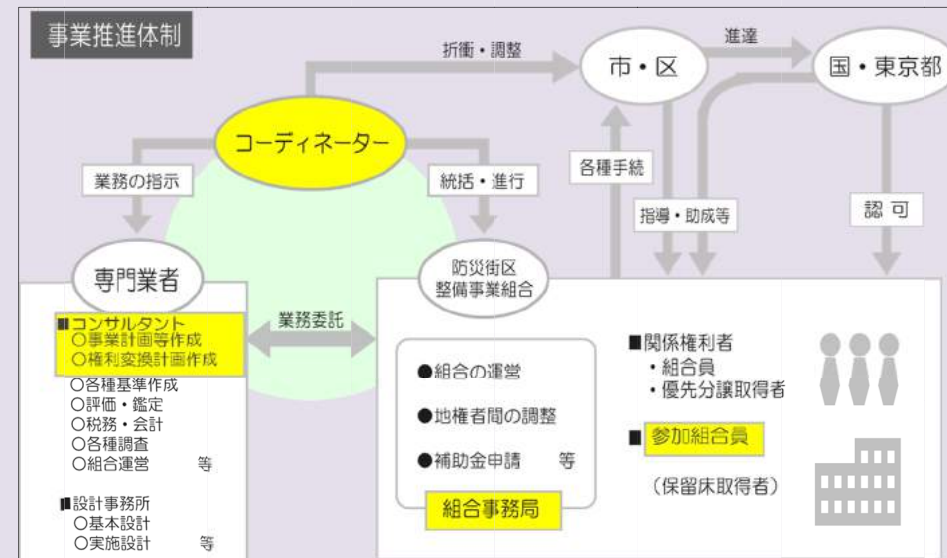 事業推進体制
折衝・調整
進達
市・区
国・東京都
コーディネーター
業務の指示
統括・進行
各種手続
指導・助成等
認可
専門業者
防災街区
整備事業組合
業務委託
■コンサルタント
○事業計画等作成
○権利変換計画作成
○各種基準作成
○評価・鑑定
○税務・会計
○各種調査
○組合運営 等
■設計事務所
○基本設計
○実施設計 等
●組合の運営
●地権者間の調整
●補助金申請 等
組合事務局
■関係権利者
・組合員
・優先分譲取得者
■参加組合員
（保留床取得者）